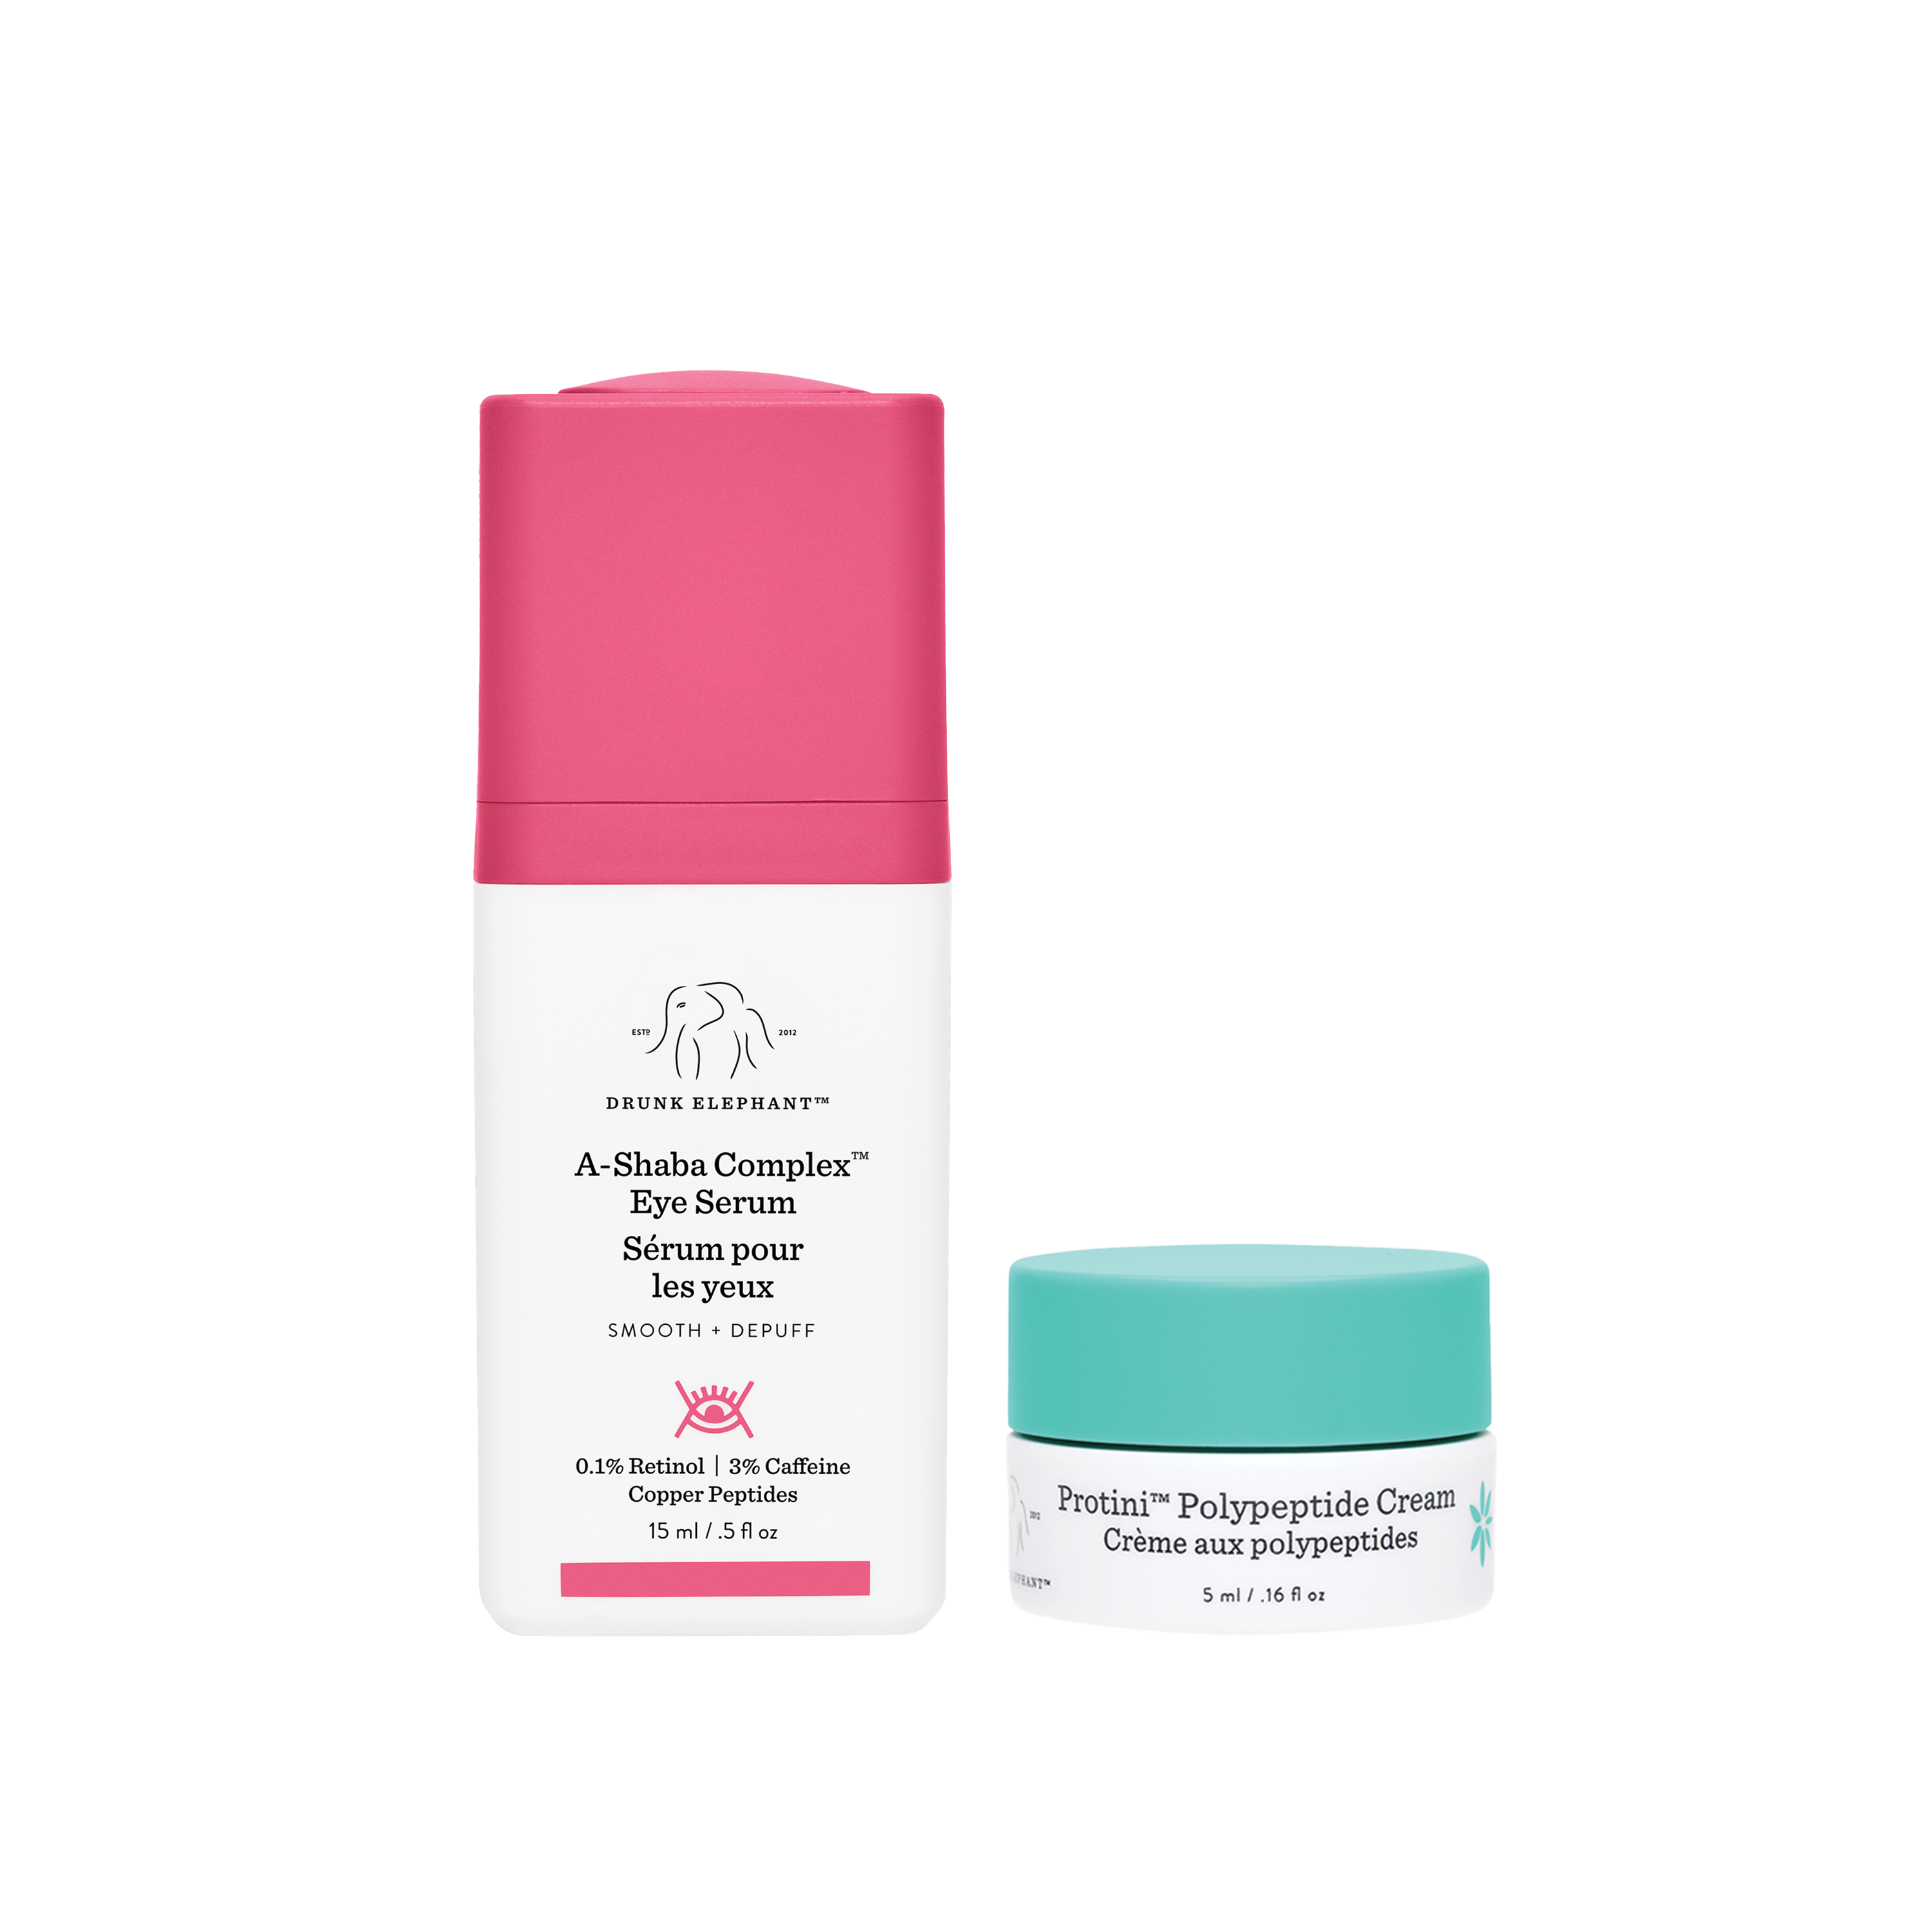 ESTD 2012
DRUNK ELEPHANT™
A-Shaba Complex™
Eye Serum
Sérum pour
les yeux
SMOOTH + DEPUFF
0.1% Retinol | 3% Caffeine
Copper Peptides
15 ml / .5 fl oz
2012
Protini™ Polypeptide Cream
Crème aux polypeptides
5 ml / .16 fl oz